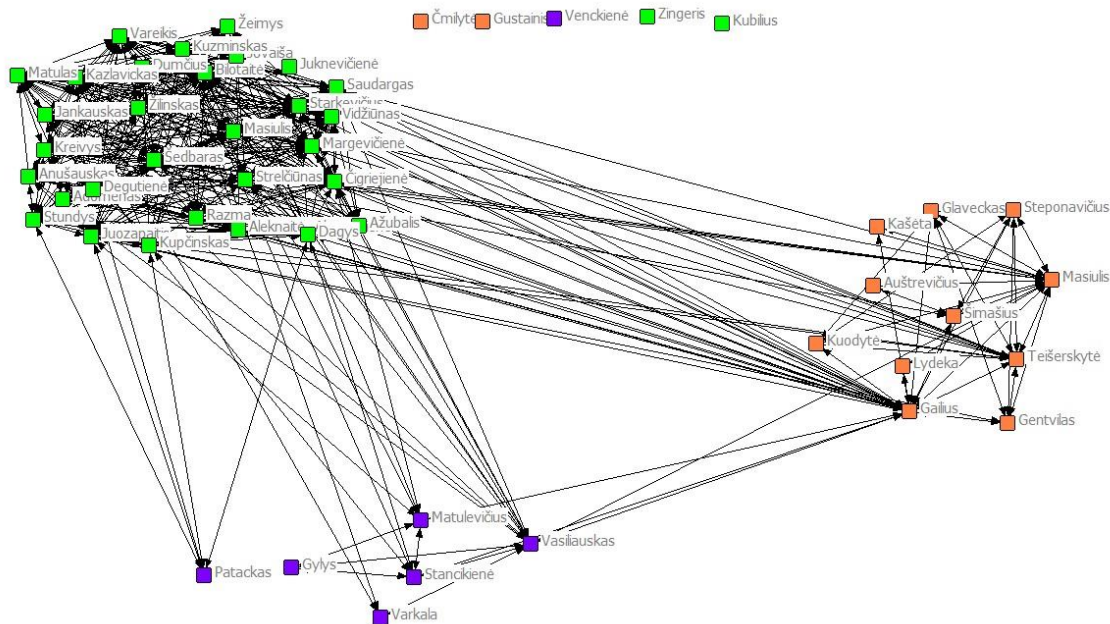 Čmilytė Gustainis Venckienė Zingeris Kubilius
Žeimys
Vareikis
Kuzminskas
Dumčius Juknevičienė
Matulas Kazlavickas Bilotaitė
Saudargas
Starkevičius
Jankauskas Žilinskas Vidžiūnas
Masiulis
Kreivys Sedbaras Margevičienė
Anušauskas Degutienė Strelčiūnas Čigriejienė
Stundys Razma Aleknaitė Ažubalis
Juozapaiti Kupčinskas Dagys
Glaveckas Steponavičius
Kašėta
Auštrevičius Masiulis
Šimašius
Kuodytė Teišerskytė
Lydeka
Gailius Gentvilas
Matulevičius
Vasiliauskas
Patackas Gylys Stancikienė
Varkala